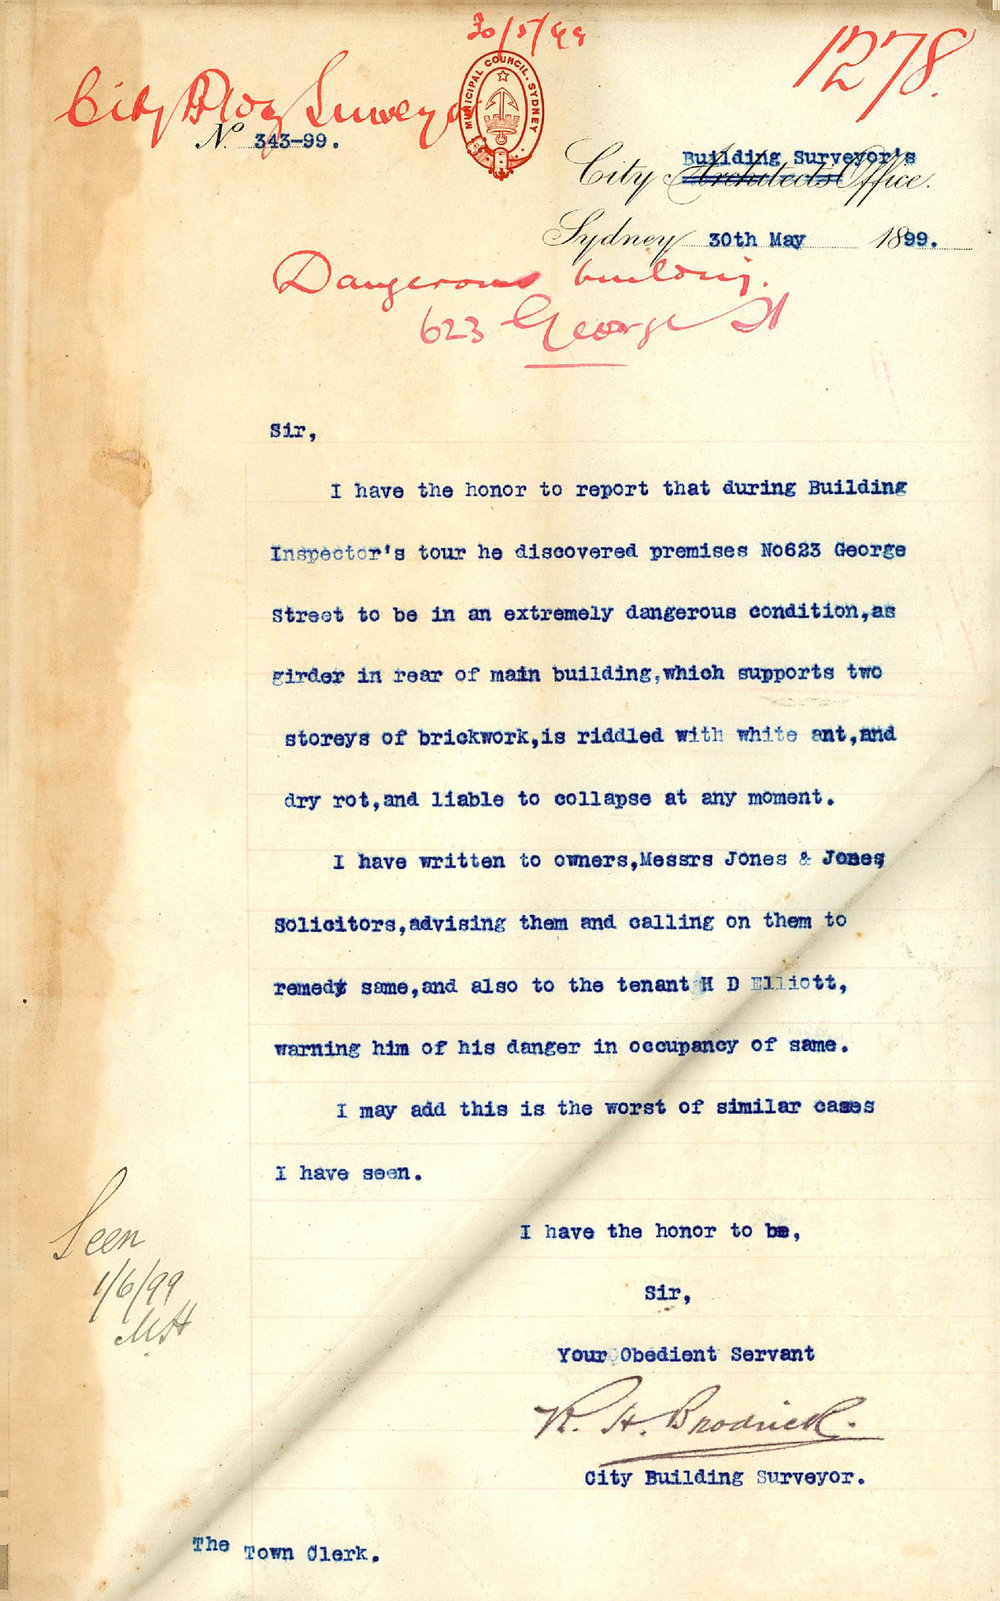 30/5/99
1278.
City Bldg Surveyor
MUNICIPAL COUNCIL. SYDNEY
No 343-99.
Building Surveyor's
City Architects' Office.
Sydney 30th May 1899.
Dangerous building.
623 George St
Sir,
I have the honor to report that during Building
Inspector's tour he discovered premises No623 George
Street to be in an extremely dangerous condition,as
girder in rear of main building,which supports two
storeys of brickwork,is riddled with white ant,and
dry rot,and liable to collapse at any moment.
I have written to owners,Messrs Jones & Jones,
Solicitors,advising them and calling on them to
remedy same,and also to the tenant H D Elliott,
warning him of his danger in occupancy of same.
I may add this is the worst of similar cases
I have seen.
I have the honor to be,
Sir,
Your Obedient Servant
R. H. Brodrick.
City Building Surveyor.
Seen
1/6/99
The Town Clerk.